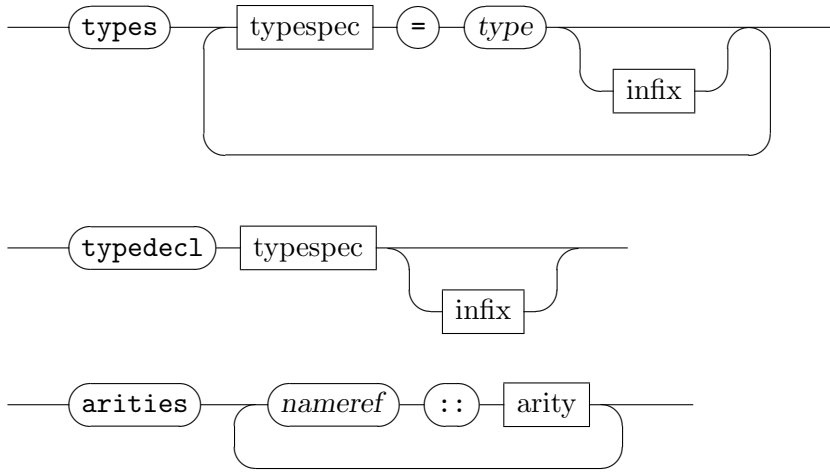 types typespec = type
infix
typedecl typespec
infix
arities nameref :: arity